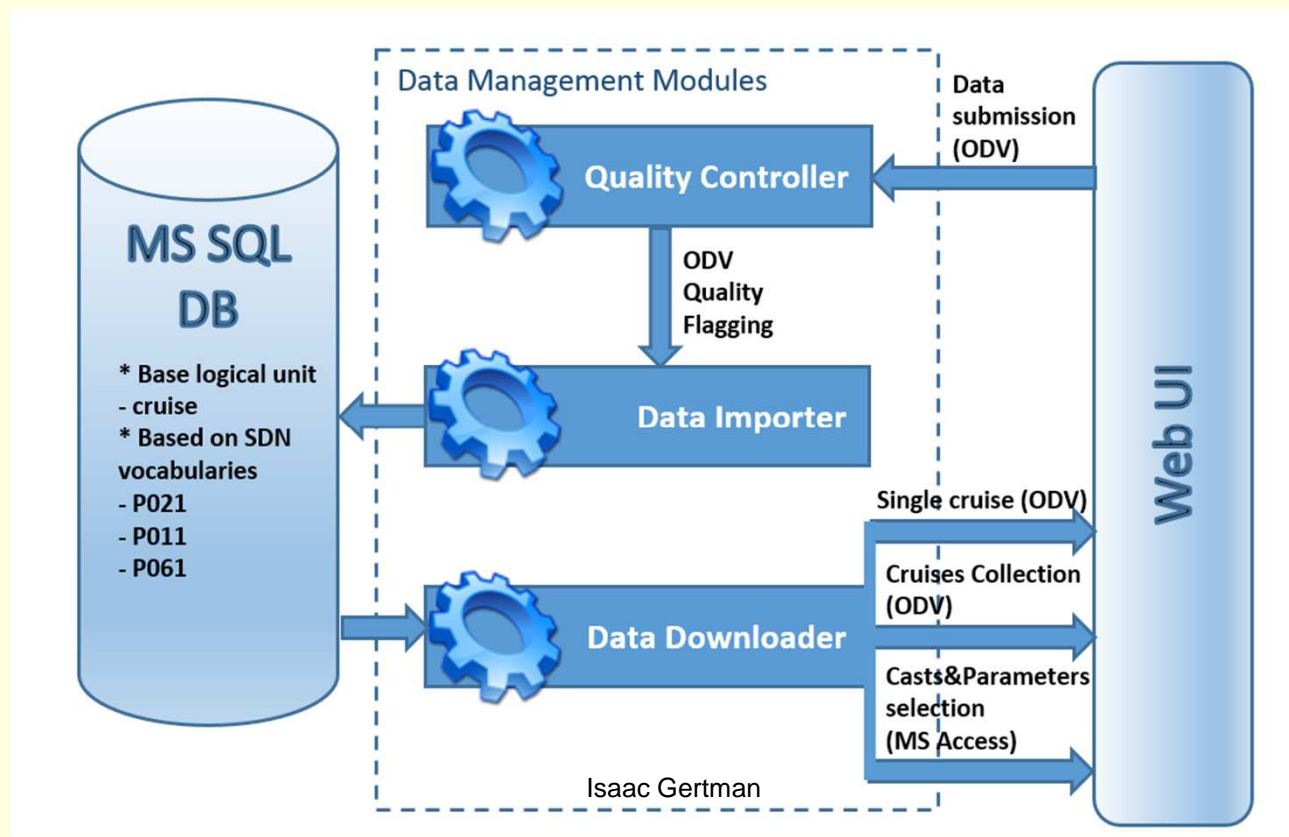 Data Management Modules
Data
submission
(ODV)
Quality Controller
ODV
Quality
Flagging
MS SQL
DB
* Base logical unit
- cruise
* Based on SDN
vocabularies
- P021
- P011
- P061
Data Importer
Web UI
Single cruise (ODV)
Cruises Collection
(ODV)
Data Downloader
Casts&Parameters
selection
(MS Access)
Isaac Gertman